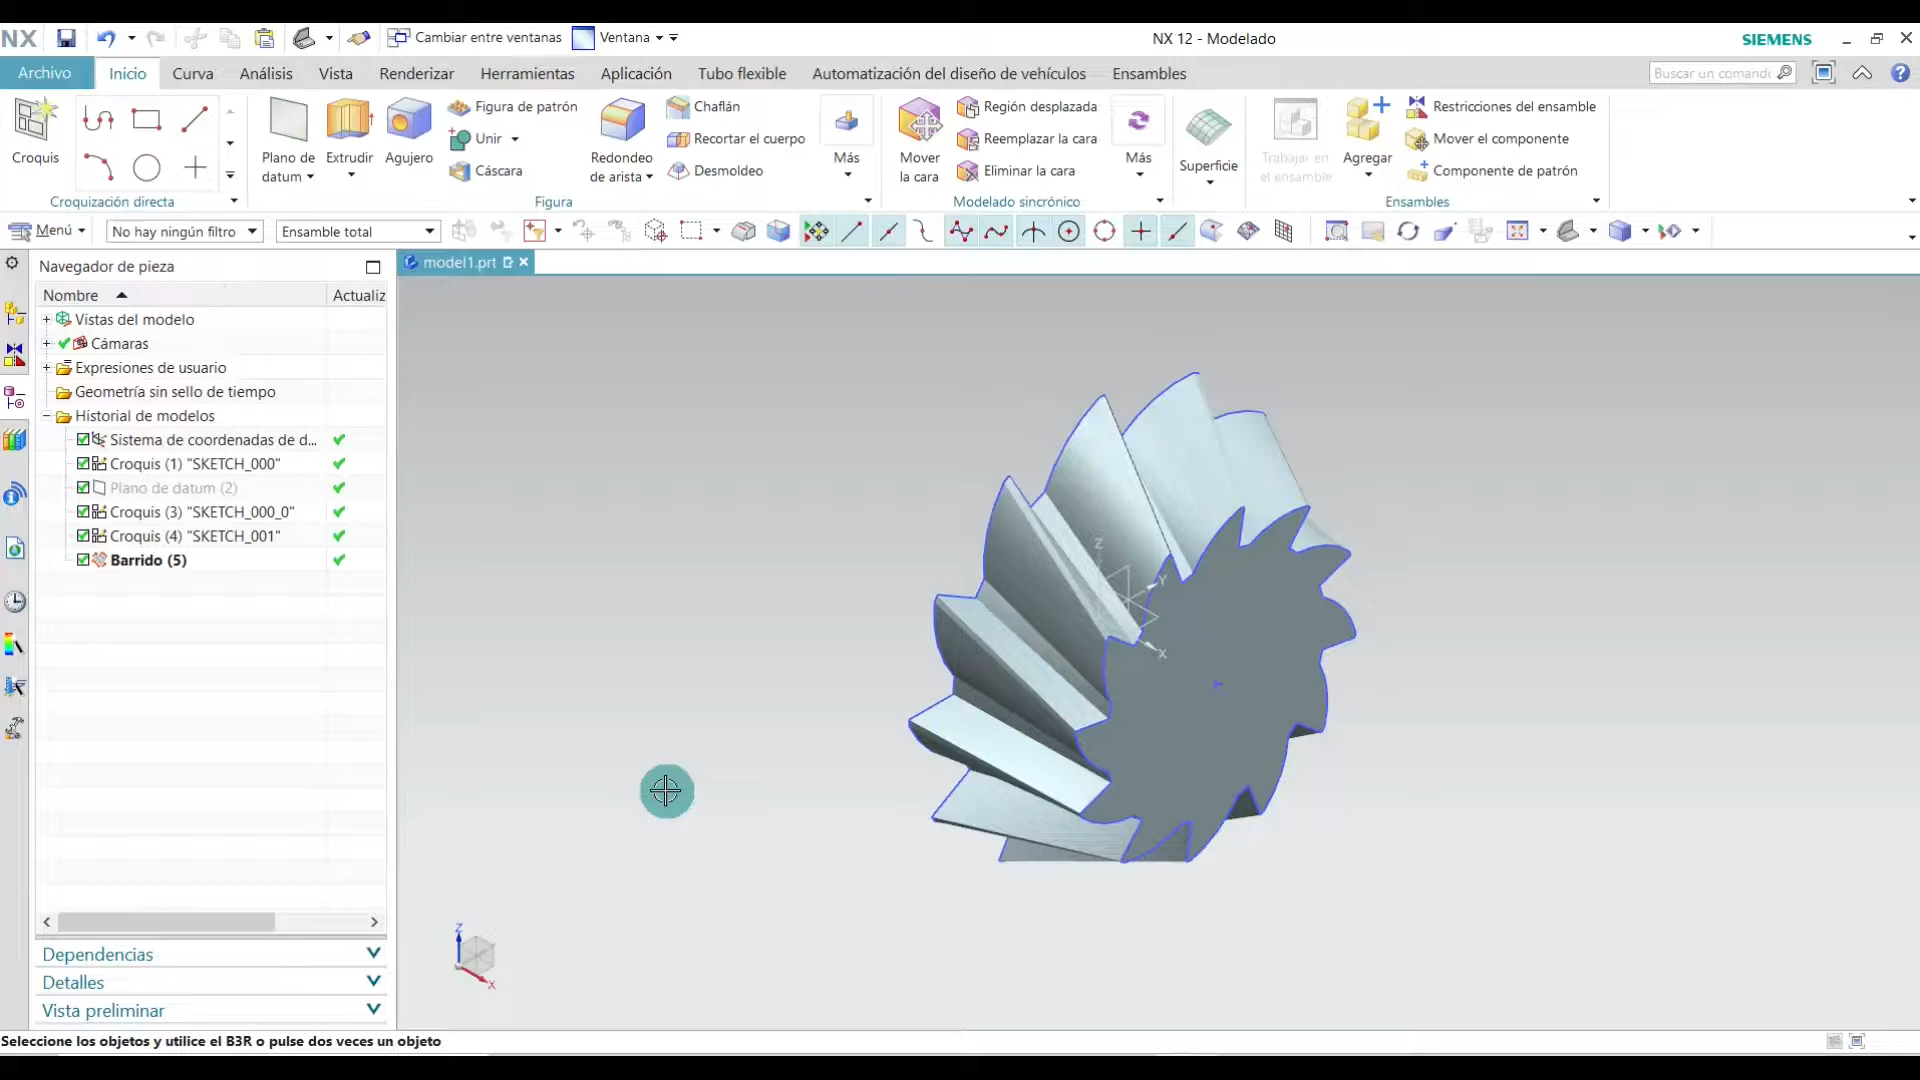 NX
Cambiar entre ventanas
Ventana
NX 12 - Modelado
SIEMENS
Archivo
Inicio
Curva
Análisis
Vista
Renderizar
Herramientas
Aplicación
Tubo flexible
Automatización del diseño de vehículos
Ensambles
Buscar un comando
Croquis
Plano de datum
Extrudir
Agujero
Figura de patrón
Unir
Cáscara
Redondeo de arista
Chaflán
Recortar el cuerpo
Desmoldeo
Más
Mover la cara
Región desplazada
Reemplazar la cara
Eliminar la cara
Más
Superficie
Trabajar en el ensamble
Agregar
Restricciones del ensamble
Mover el componente
Componente de patrón
Croquización directa
Figura
Modelado sincrónico
Ensambles
Menú
No hay ningún filtro
Ensamble total
Navegador de pieza
model1.prt
Nombre
Actualiz
Vistas del modelo
Cámaras
Expresiones de usuario
Geometría sin sello de tiempo
Historial de modelos
Sistema de coordenadas de d...
Croquis (1) "SKETCH_000"
Plano de datum (2)
Croquis (3) "SKETCH_000_0"
Croquis (4) "SKETCH_001"
Barrido (5)
Z
Y
X
Z
X
Dependencias
Detalles
Vista preliminar
Seleccione los objetos y utilice el B3R o pulse dos veces un objeto